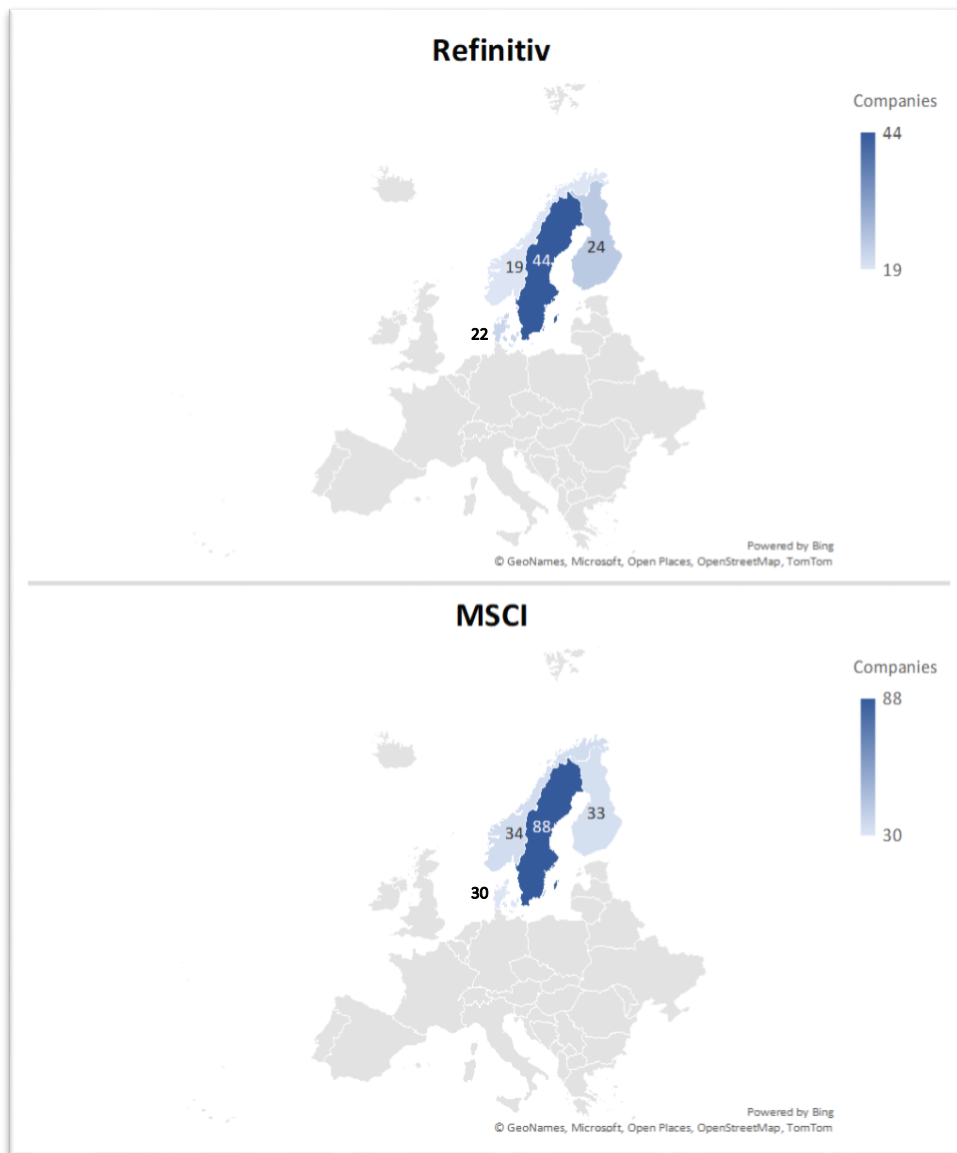 Refinitiv
Companies
44
19
19
44
24
22
Powered by Bing
© GeoNames, Microsoft, Open Places, OpenStreetMap, TomTom
MSCI
Companies
88
30
34
88
33
30
Powered by Bing
© GeoNames, Microsoft, Open Places, OpenStreetMap, TomTom